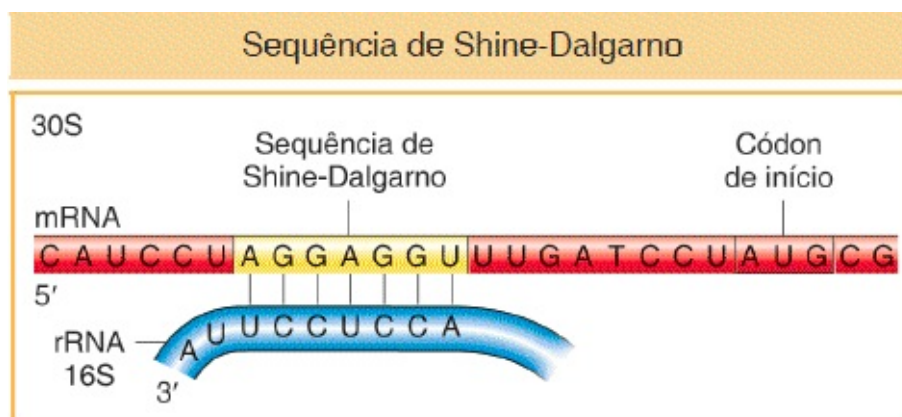 Sequência de Shine-Dalgarno
30S
Sequência de
Shine-Dalgarno
Códon
de início
mRNA
C A U C C U A G G A G G U U U G A T C C U A U G C G
5′
A U U C C U C C A
rRNA
16S
3′